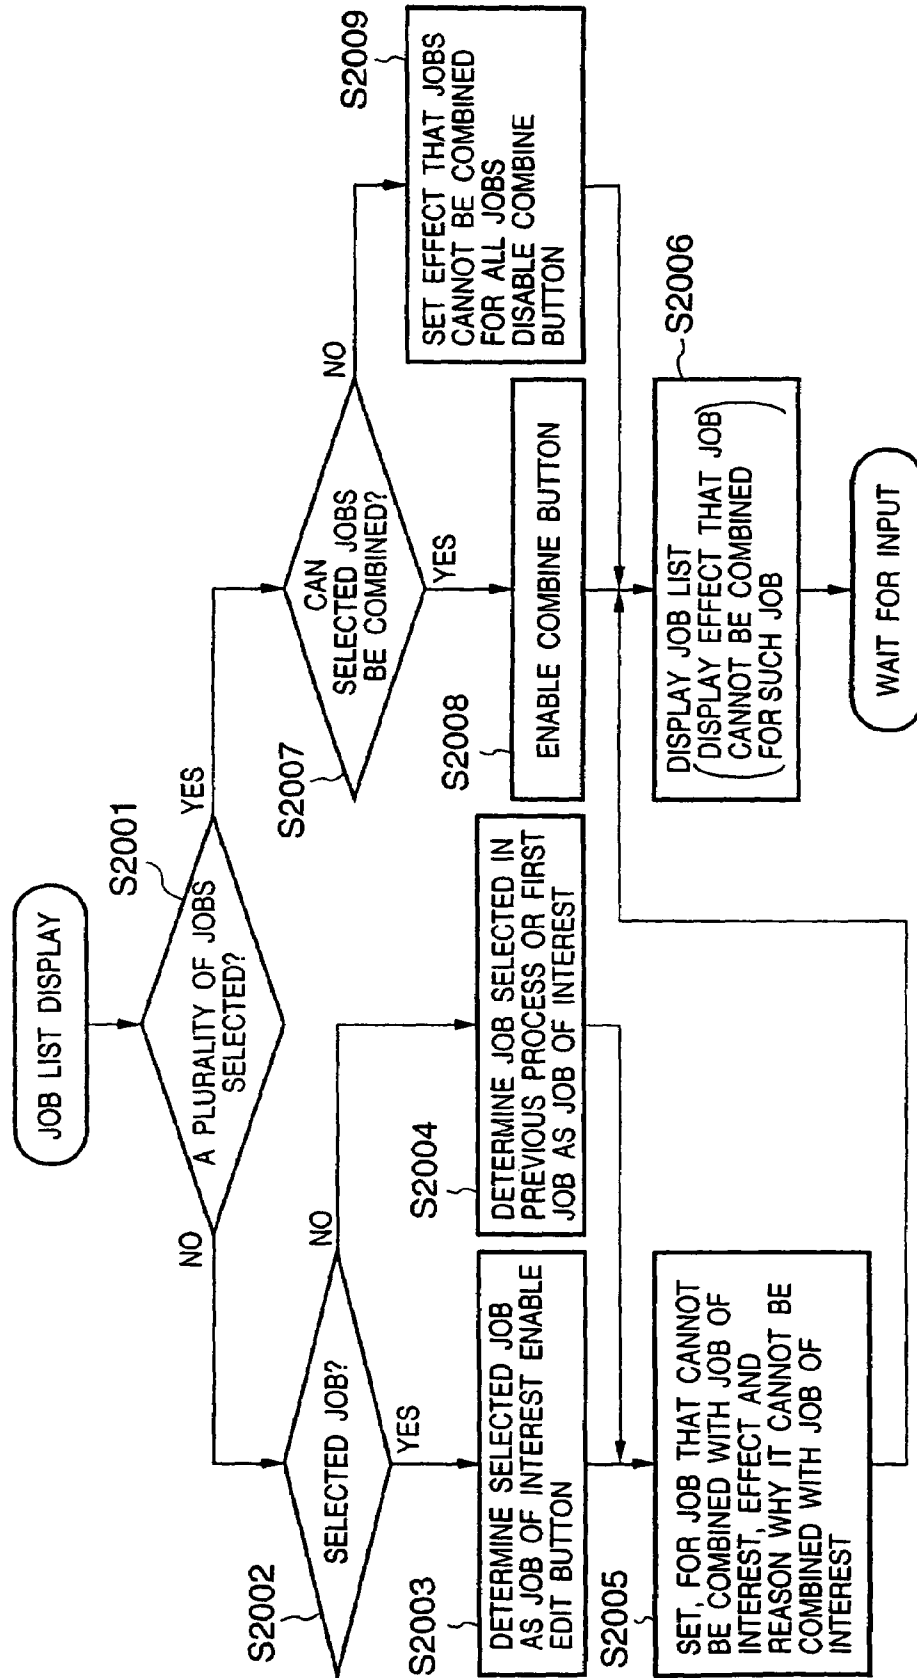 JOB LIST DISPLAY
S2001
A PLURALITY OF JOBS
SELECTED?
NO
YES
S2002
SELECTED JOB?
NO
YES
S2003
DETERMINE SELECTED JOB
AS JOB OF INTEREST ENABLE
EDIT BUTTON
S2004
DETERMINE JOB SELECTED IN
PREVIOUS PROCESS OR FIRST
JOB AS JOB OF INTEREST
S2005
SET, FOR JOB THAT CANNOT
BE COMBINED WITH JOB OF
INTEREST, EFFECT AND
REASON WHY IT CANNOT BE
COMBINED WITH JOB OF
INTEREST
S2007
CAN
SELECTED JOBS
BE COMBINED?
NO
YES
S2008
ENABLE COMBINE BUTTON
S2009
SET EFFECT THAT JOBS
CANNOT BE COMBINED
FOR ALL JOBS
DISABLE COMBINE
BUTTON
S2006
DISPLAY JOB LIST
(DISPLAY EFFECT THAT JOB
CANNOT BE COMBINED
FOR SUCH JOB)
WAIT FOR INPUT